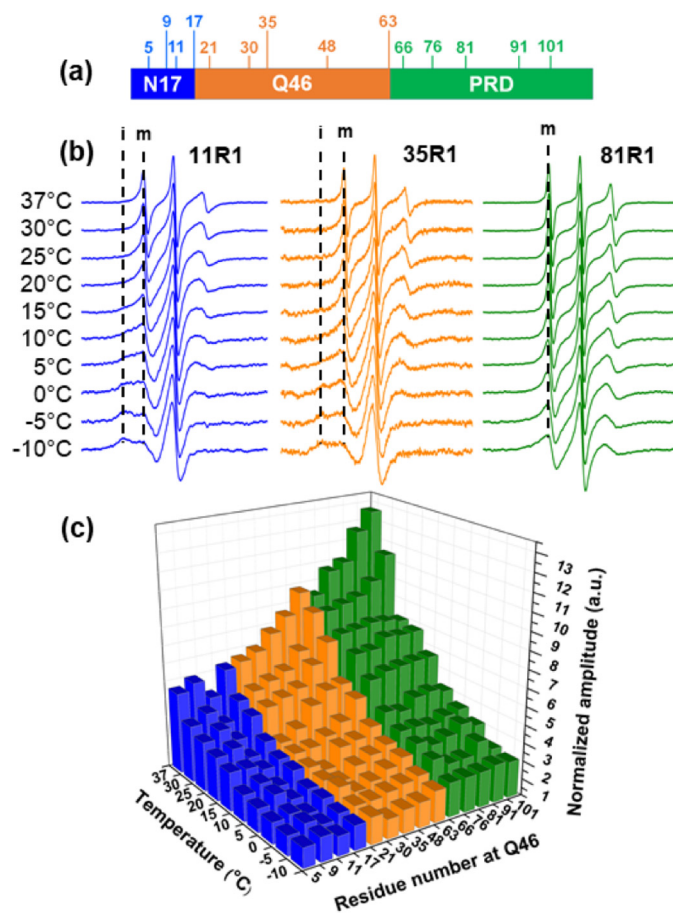 9 17 35 63
5 11 21 30 48 66 76 81 91 101
(a) N17 Q46 PRD
i m i m m
(b) 11R1 35R1 81R1
37°C
30°C
25°C
20°C
15°C
10°C
5°C
0°C
-5°C
-10°C
(c)
13
12
11
10
9
8
7
6
5
4
3
2
1
Normalized amplitude (a.u.)
37
30
25
20
15
10
5
0
-5
-10
Temperature (°C)
5
9
11
17
21
30
35
48
63
66
76
81
91
101
Residue number at Q46